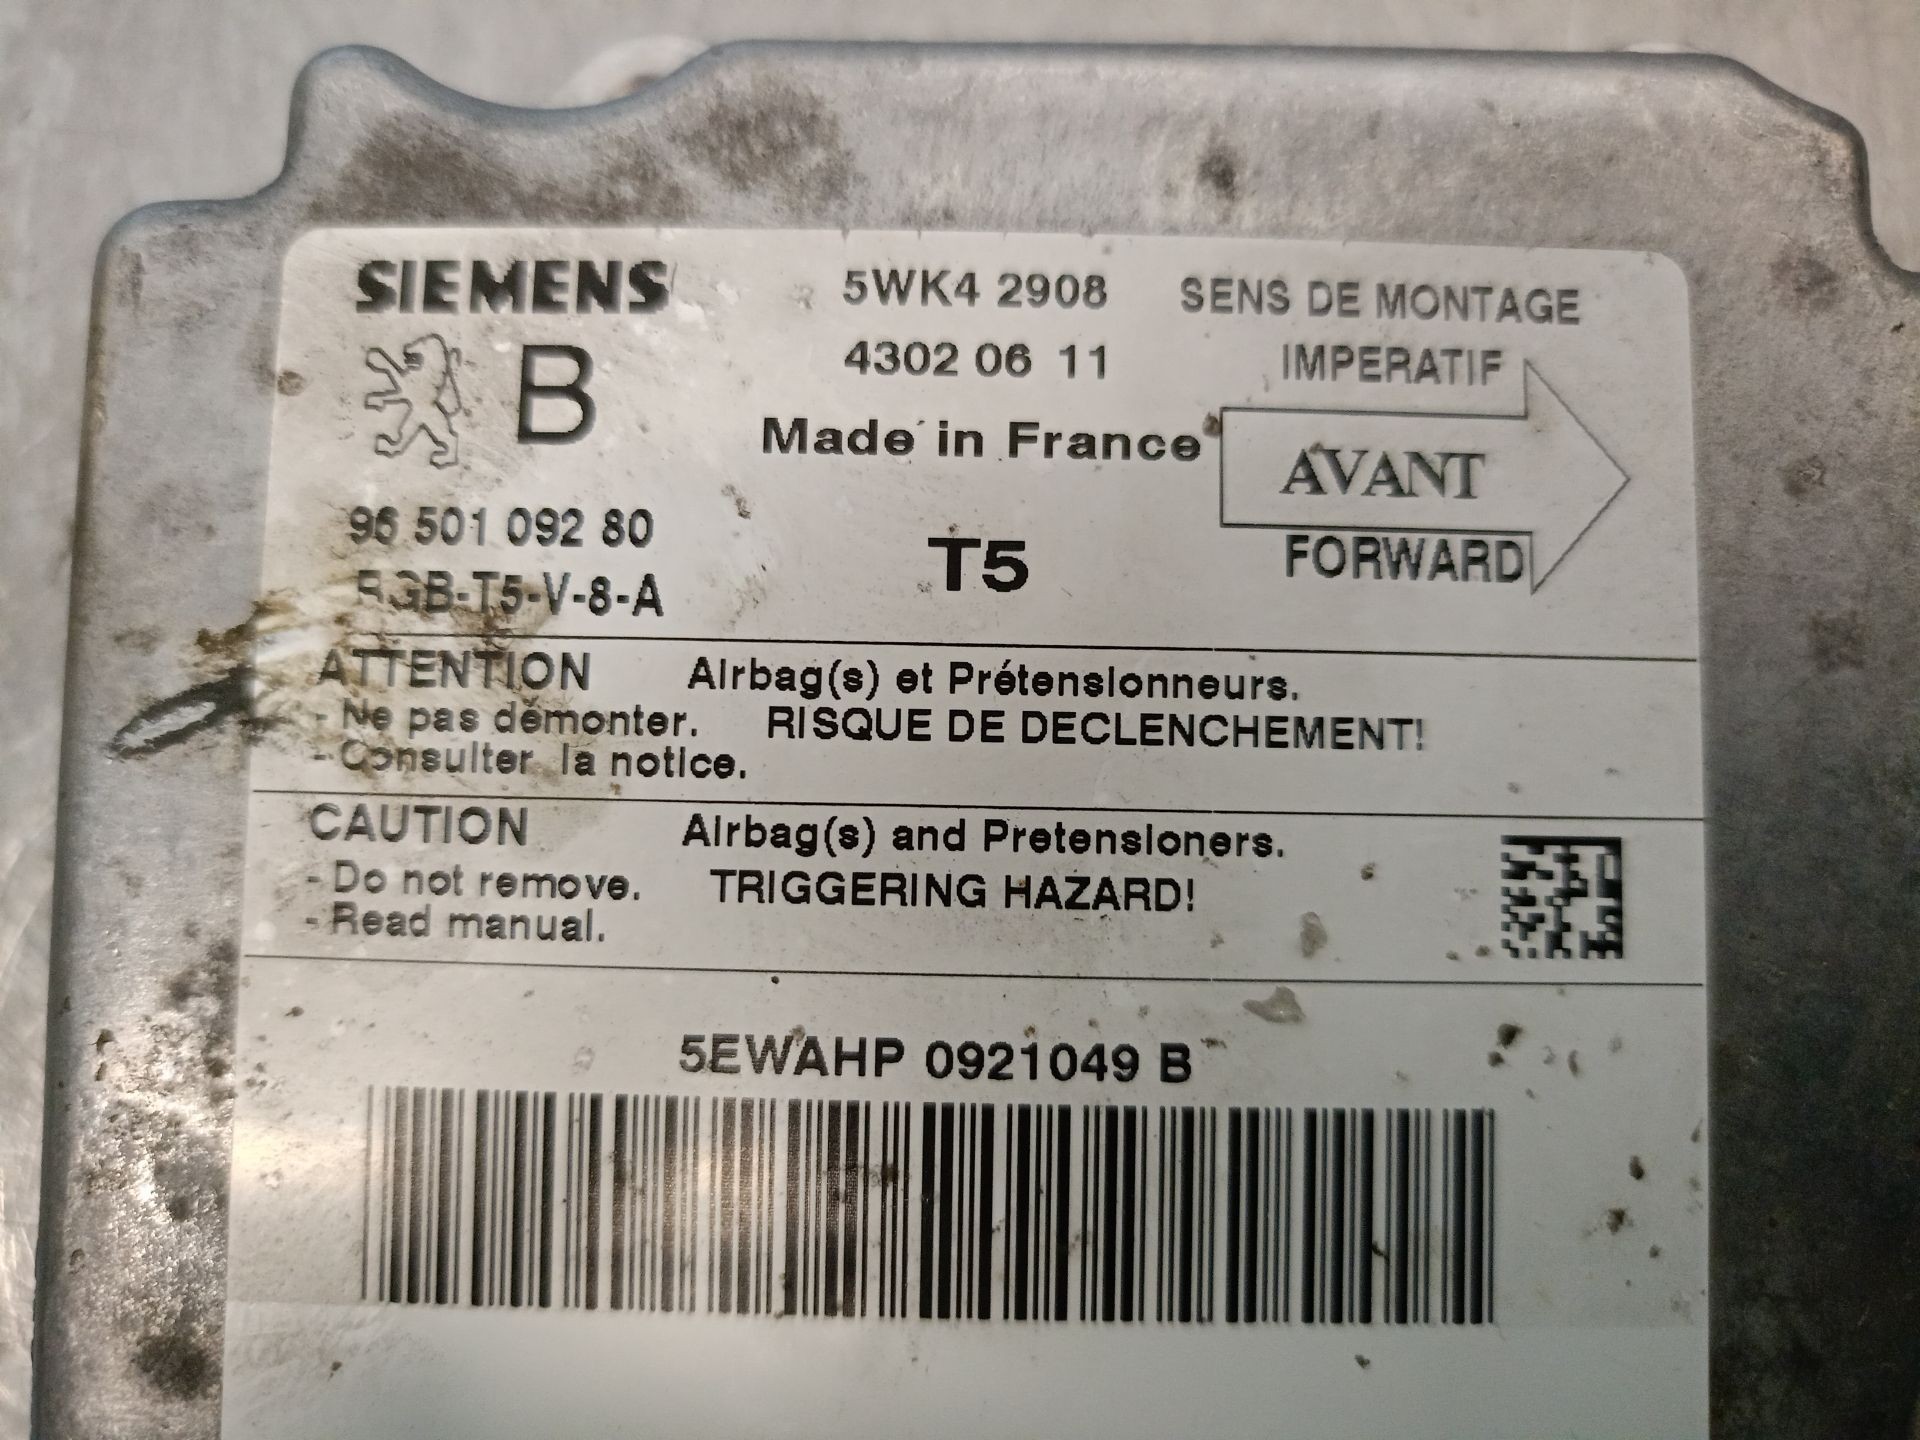 SIEMENS
5WK4 2908
SENS DE MONTAGE
B
4302 06 11
IMPERATIF
Made in France
AVANT
96 501 092 80
T5
FORWARD
RGB-T5-V-8-A
ATTENTION Airbag(s) et Prétensionneurs.
- Ne pas démonter. RISQUE DE DECLENCHEMENT!
- Consulter la notice.
CAUTION Airbag(s) and Pretensioners.
- Do not remove. TRIGGERING HAZARD!
- Read manual.
5EWAHP 0921049 B